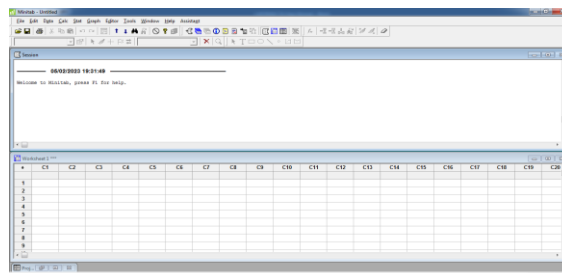 Minitab - Untitled
File Edit Data Calc Stat Graph Editor Tools Window Help Assistant
Session
05/02/2023 19:31:49
Welcome to Minitab, press F1 for help.
Worksheet 1 ***
C1 C2 C3 C4 C5 C6 C7 C8 C9 C10 C11 C12 C13 C14 C15 C16 C17 C18 C19 C20
1
2
3
4
5
6
7
8
9